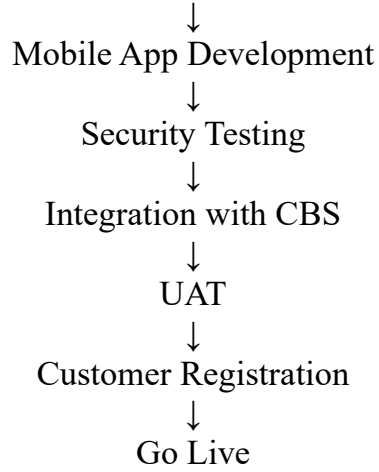 ↓
Mobile App Development
↓
Security Testing
↓
Integration with CBS
↓
UAT
↓
Customer Registration
↓
Go Live